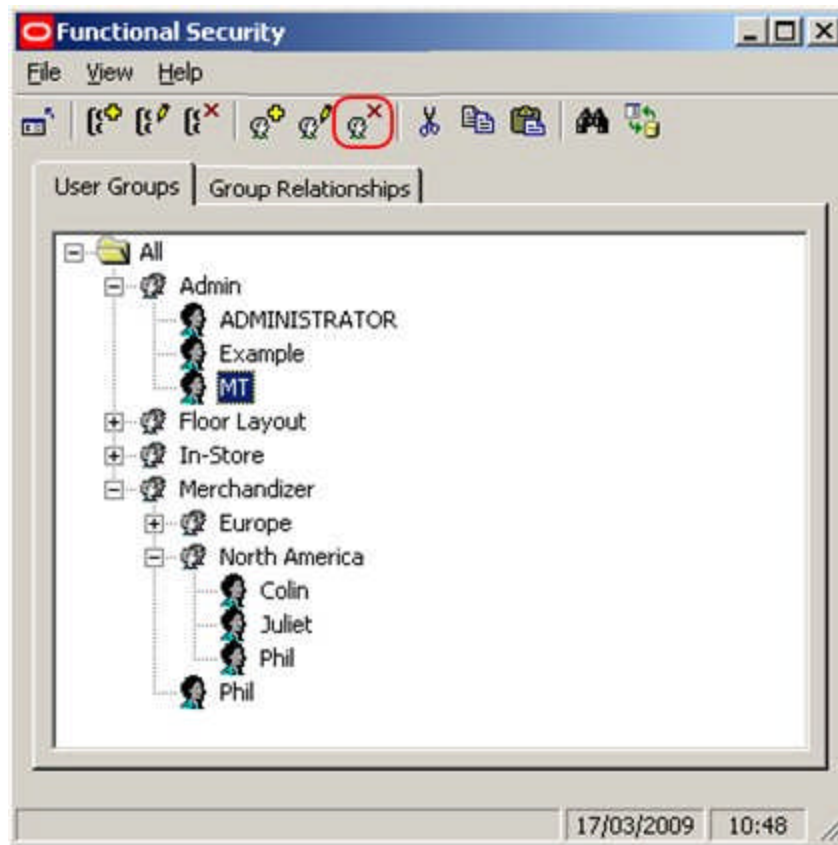 Functional Security
File View Help
User Groups Group Relationships
All
Admin
ADMINISTRATOR
Example
MT
Floor Layout
In-Store
Merchandizer
Europe
North America
Colin
Juliet
Phil
Phil
17/03/2009 10:48